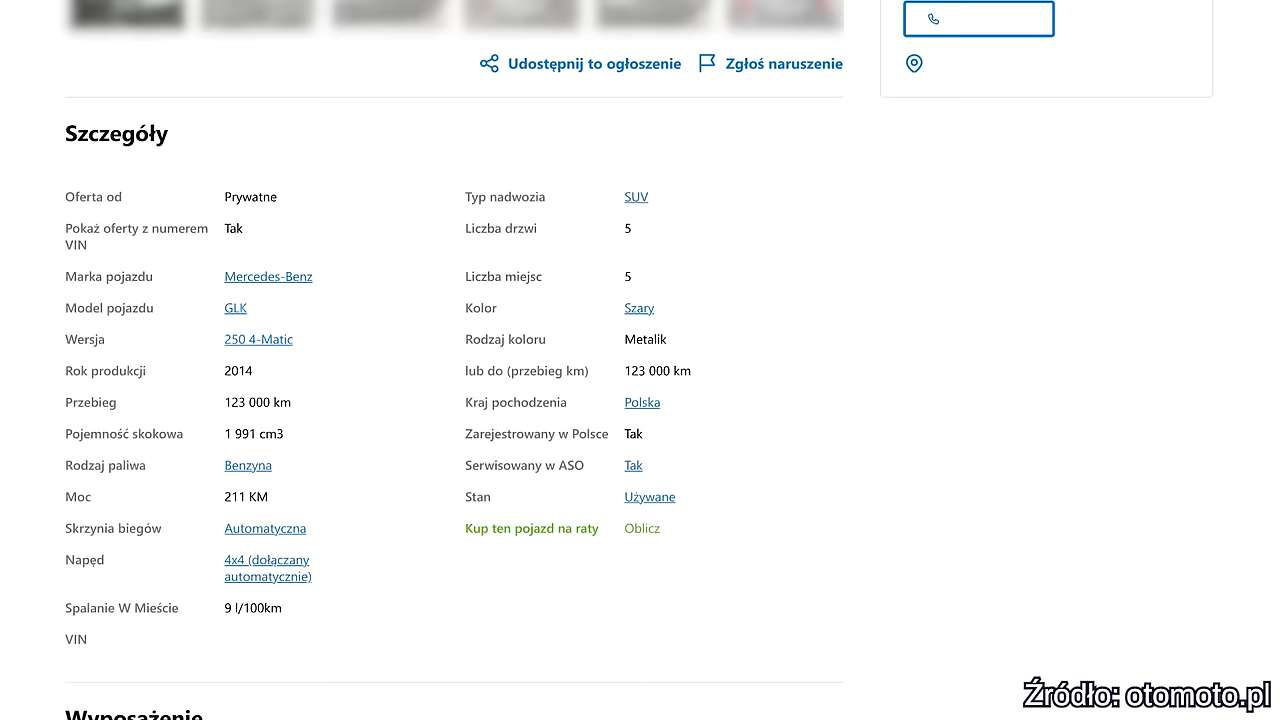 Udostępnij to ogłoszenie Zgłoś naruszenie
Szczegóły
Oferta od Prywatne
Pokaż oferty z numerem VIN Tak
Marka pojazdu Mercedes-Benz
Model pojazdu GLK
Wersja 250 4-Matic
Rok produkcji 2014
Przebieg 123 000 km
Pojemność skokowa 1 991 cm3
Rodzaj paliwa Benzyna
Moc 211 KM
Skrzynia biegów Automatyczna
Napęd 4x4 (dołączany automatycznie)
Spalanie W Mieście 9 l/100km
VIN
Typ nadwozia SUV
Liczba drzwi 5
Liczba miejsc 5
Kolor Szary
Rodzaj koloru Metalik
lub do (przebieg km) 123 000 km
Kraj pochodzenia Polska
Zarejestrowany w Polsce Tak
Serwisowany w ASO Tak
Stan Używane
Kup ten pojazd na raty Oblicz
Wyposażenie
Źródło: otomoto.pl